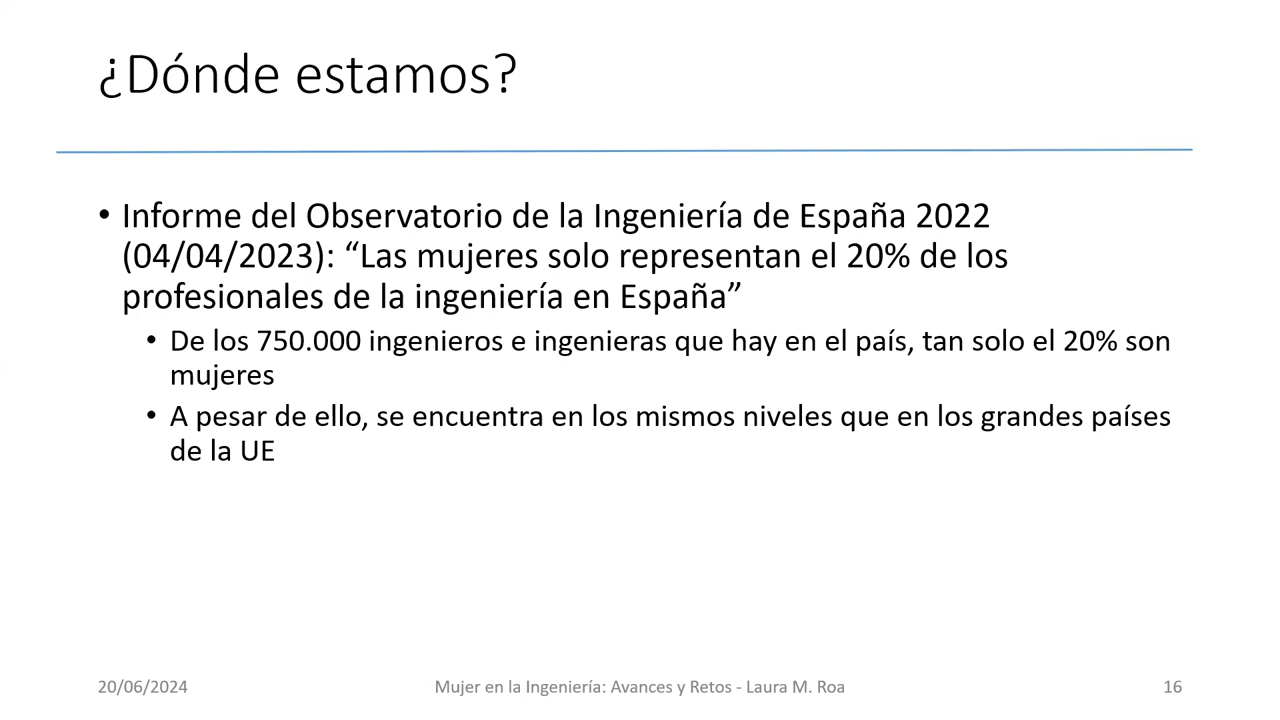 ¿Dónde estamos?
• Informe del Observatorio de la Ingeniería de España 2022
(04/04/2023): “Las mujeres solo representan el 20% de los
profesionales de la ingeniería en España”
• De los 750.000 ingenieros e ingenieras que hay en el país, tan solo el 20% son
mujeres
• A pesar de ello, se encuentra en los mismos niveles que en los grandes países
de la UE
20/06/2024
Mujer en la Ingeniería: Avances y Retos - Laura M. Roa
16